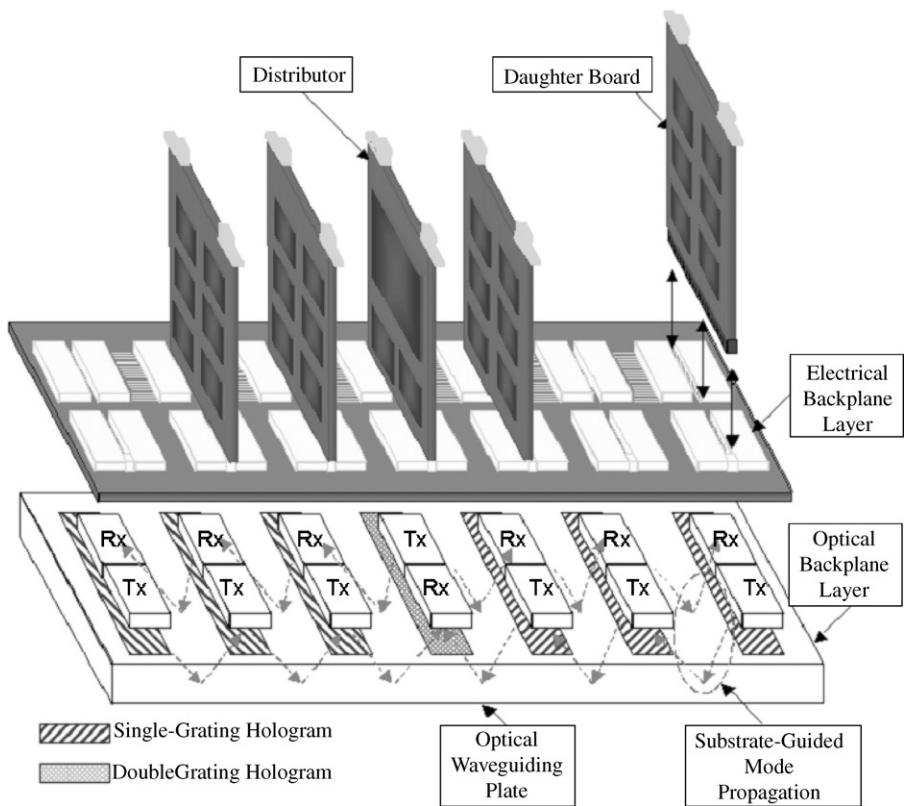 Distributor
Daughter Board
Electrical
Backplane
Layer
Rx Rx Rx Tx Rx Rx Rx
Tx Tx Tx Rx Tx Tx Tx
Optical
Backplane
Layer
Single-Grating Hologram
DoubleGrating Hologram
Optical
Waveguiding
Plate
Substrate-Guided
Mode
Propagation